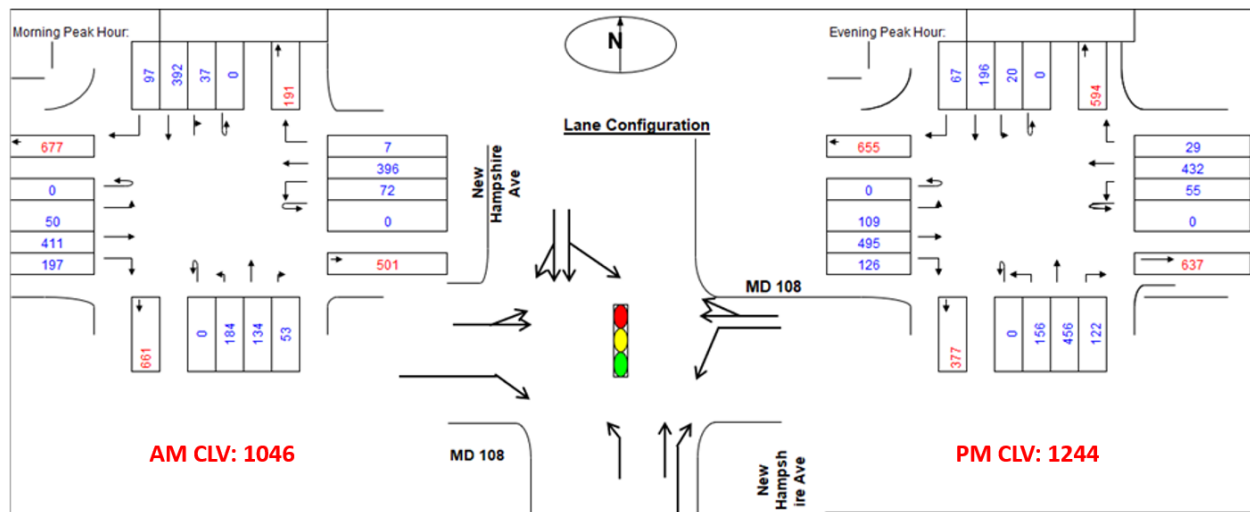 Morning Peak Hour:
97
392
37
0
191
677
0
50
411
197
7
396
72
0
501
661
0
184
134
53
AM CLV: 1046
N
Lane Configuration
New
Hampshire
Ave
MD 108
MD 108
New
Hampsh
ire Ave
Evening Peak Hour:
67
196
20
0
594
655
0
109
495
126
29
432
55
0
637
377
0
156
456
122
PM CLV: 1244